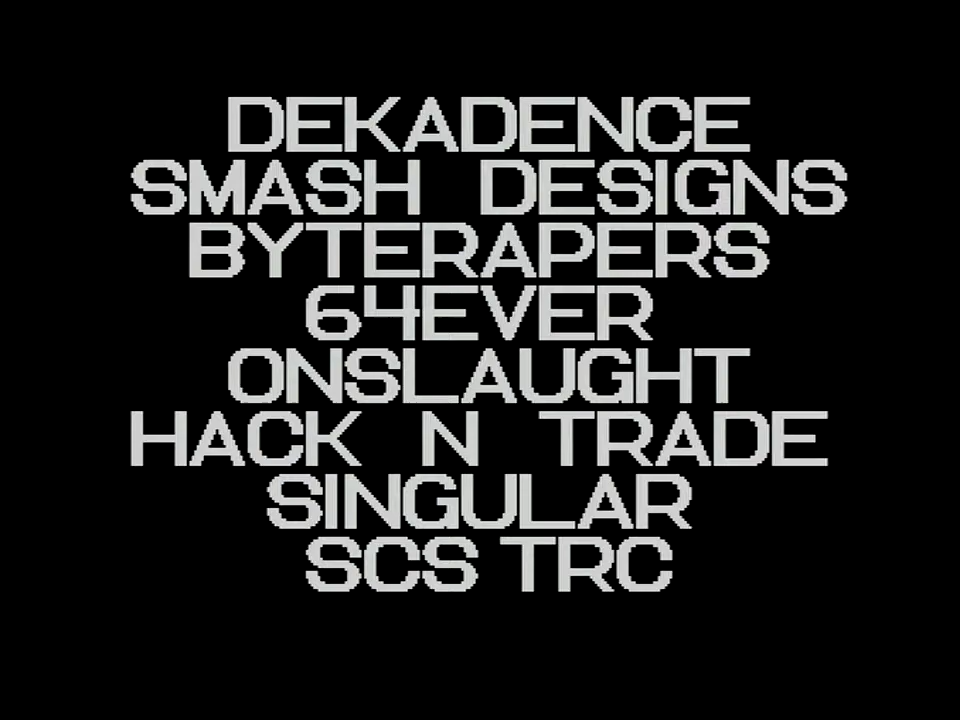 DEKADENCE
SMASH DESIGNS
BYTERAPERS
64EVER
ONSLAUGHT
HACK N TRADE
SINGULAR
SCS TRC